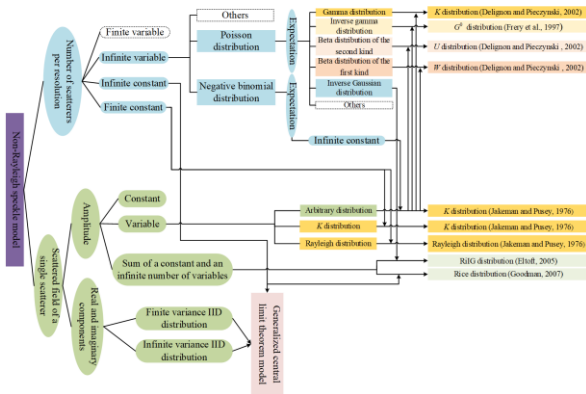 Non-Rayleigh speckle model
Number of scatterers
per resolution
Finite variable
Infinite variable
Infinite constant
Finite constant
Others
Poisson
distribution
Negative binomial
distribution
Expectation
Gamma distribution
Inverse gamma
distribution
Beta distribution of
the second kind
Beta distribution of the
first kind
Expectation
Inverse Gaussian
distribution
Others
Infinite constant
K distribution (Delignon and Pieczynski, 2002)
G⁰ distribution (Frery et al., 1997)
U distribution (Delignon and Pieczynski, 2002)
W distribution (Delignon and Pieczynski , 2002)
Scattered field of a
single scatterer
Amplitude
Constant
Variable
Sum of a constant and an
infinite number of variables
Arbitrary distribution
K distribution
Rayleigh distribution
K distribution (Jakeman and Pusey, 1976)
K distribution (Jakeman and Pusey, 1976)
Rayleigh distribution (Jakeman and Pusey, 1976)
RiIG distribution (Eltoft, 2005)
Rice distribution (Goodman, 2007)
Real and imaginary
components
Finite variance IID
distribution
Infinite variance IID
distribution
Generalized central
limit theorem model